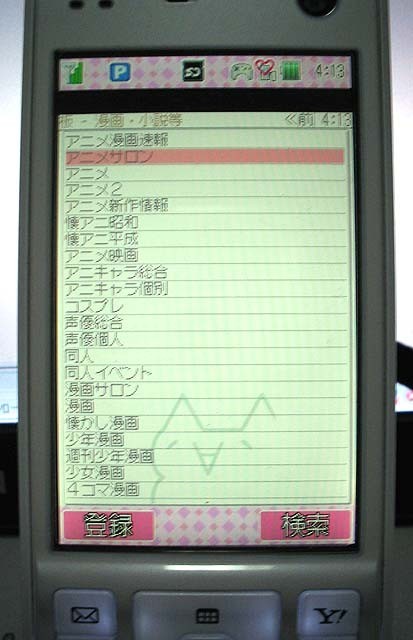 P SD 4:13
板 - 漫画・小説等 ≪前 4:13
アニメ漫画速報
アニメサロン
アニメ
アニメ2
アニメ新作情報
懐アニ昭和
懐アニ平成
アニメ映画
アニキャラ総合
アニキャラ個別
コスプレ
声優総合
声優個人
同人
同人イベント
漫画サロン
漫画
懐かし漫画
少年漫画
週刊少年漫画
少女漫画
4コマ漫画
登録 検索
Y!